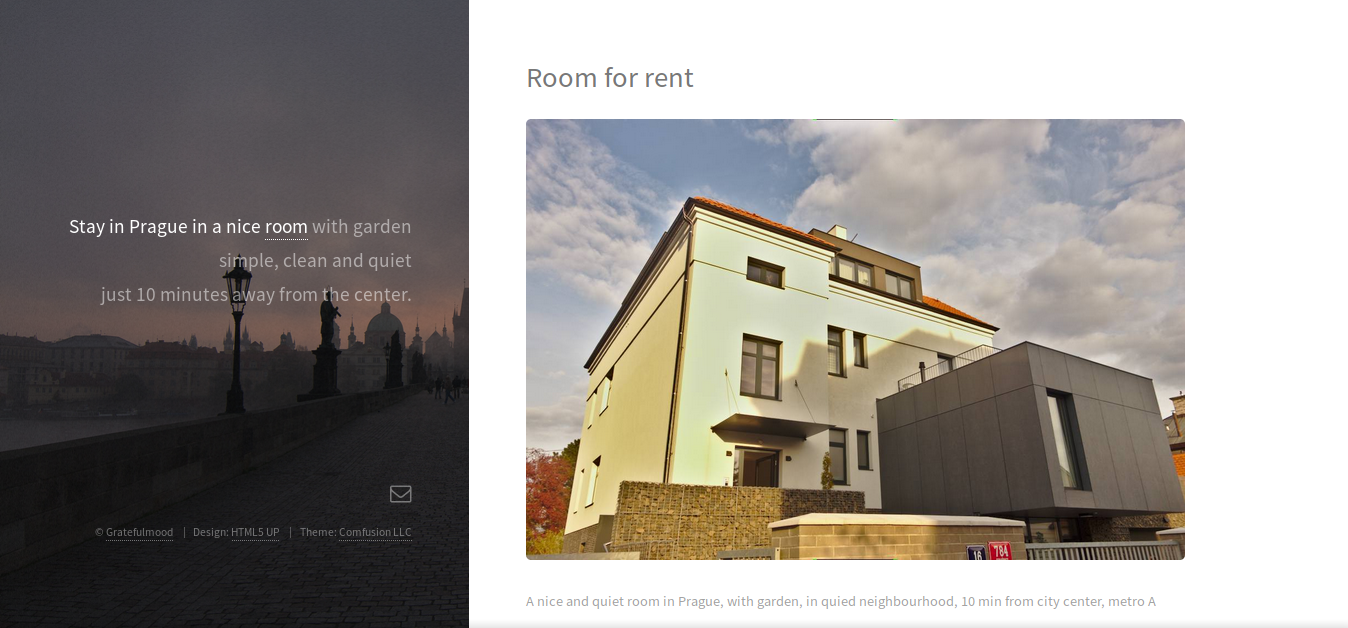 Stay in Prague in a nice room with garden
simple, clean and quiet
just 10 minutes away from the center.
© Gratefulmood | Design: HTML5 UP | Theme: Comfusion LLC
Room for rent
16
784
A nice and quiet room in Prague, with garden, in quied neighbourhood, 10 min from city center, metro A